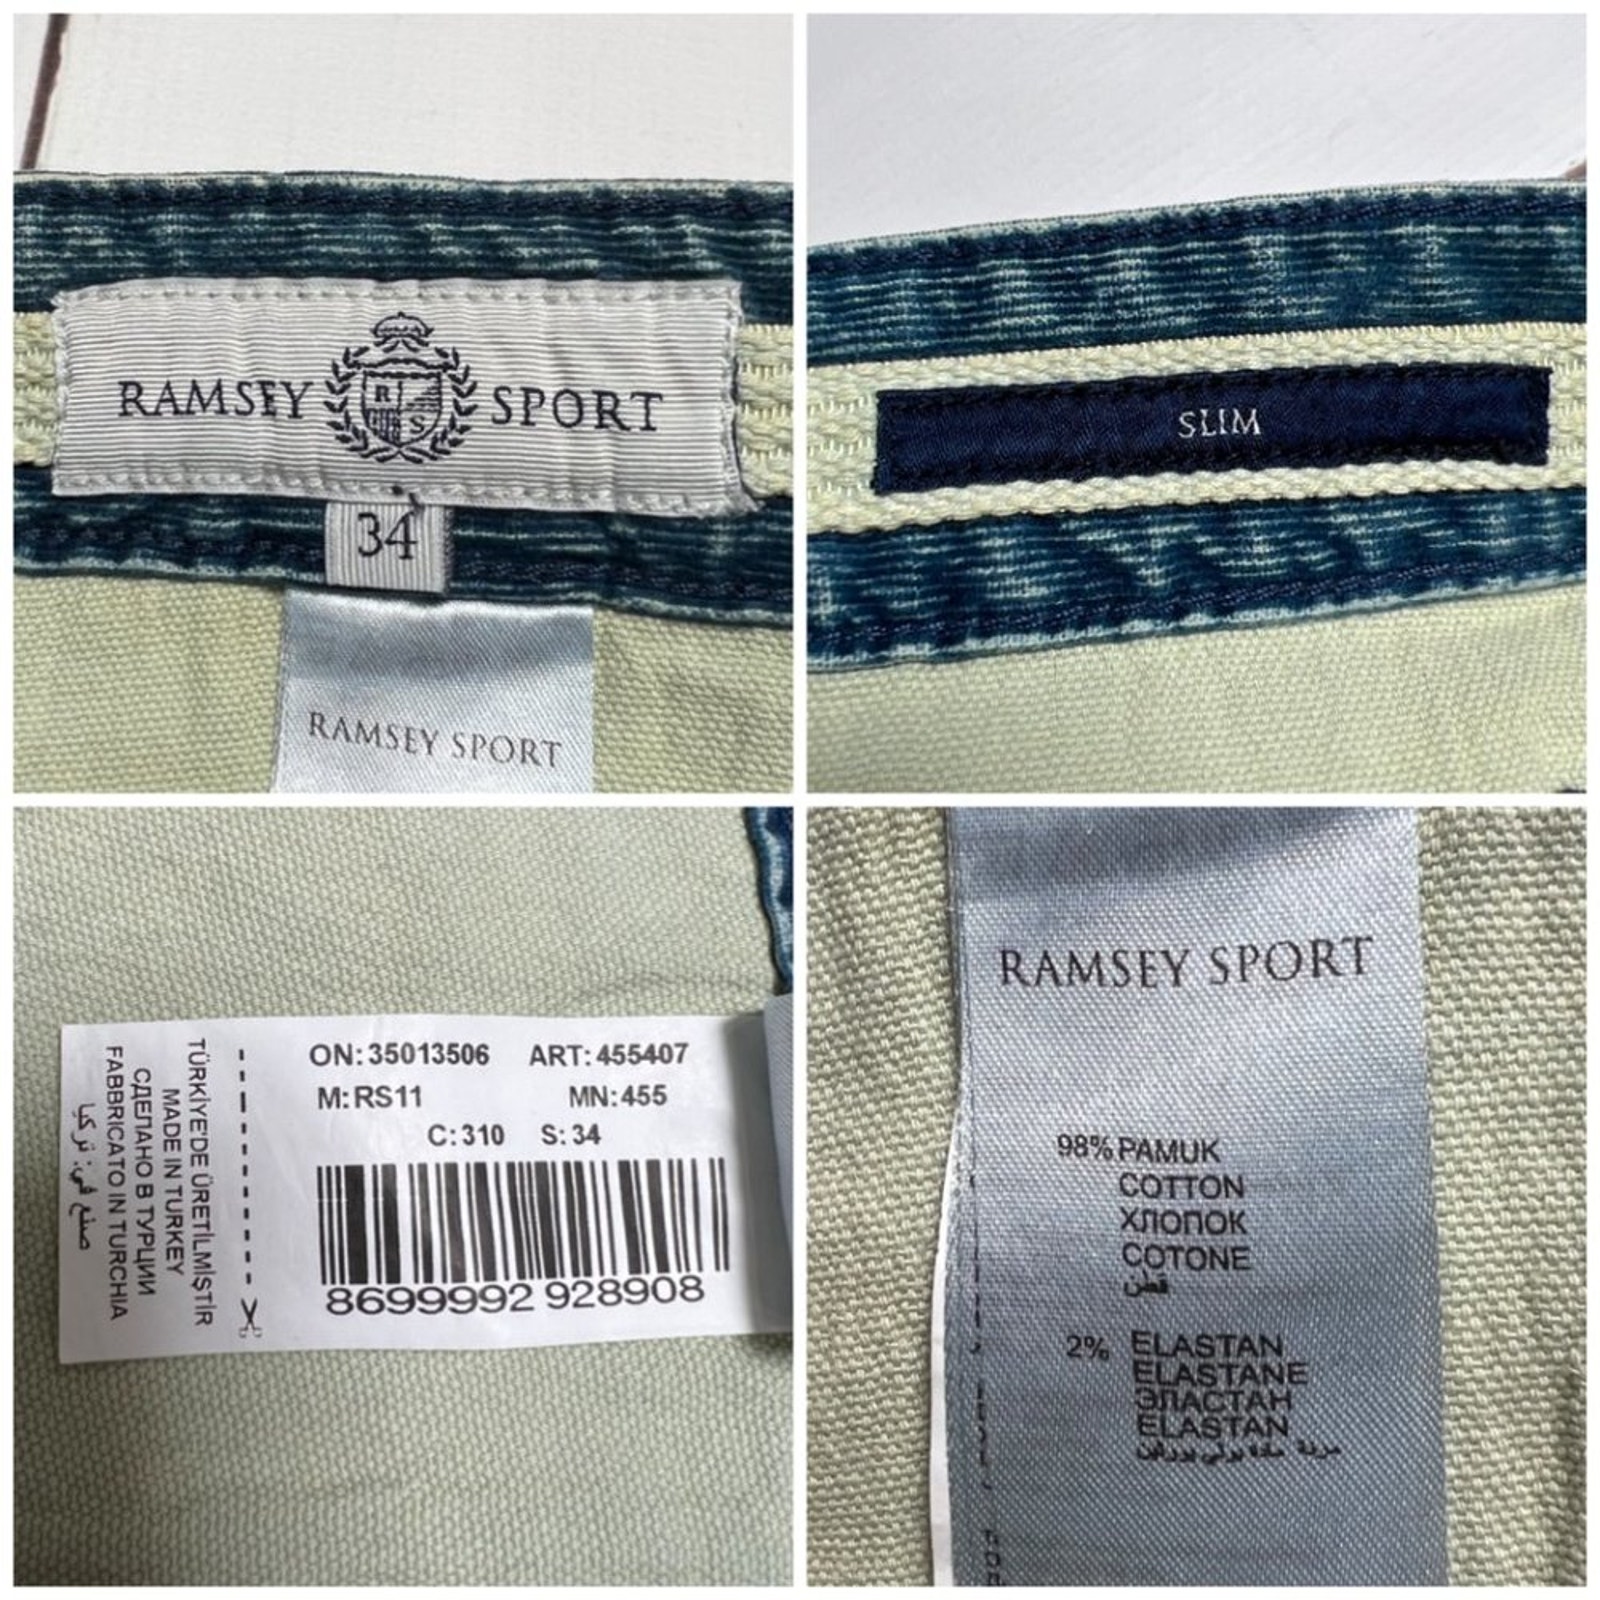 RAMSEY SPORT
R
S
34
RAMSEY SPORT
SLIM
ON: 35013506 ART: 455407
M: RS11 MN: 455
C: 310 S: 34
8699992 928908
TÜRKİYE'DE ÜRETİLMİŞTİR
MADE IN TURKEY
СДЕЛАНО В ТУРЦИИ
FABBRICATO IN TURCHIA
صنع في: تركيا
RAMSEY SPORT
98% PAMUK
COTTON
ХЛОПОК
COTONE
قطن
2% ELASTAN
ELASTANE
ЭЛАСТАН
ELASTAN